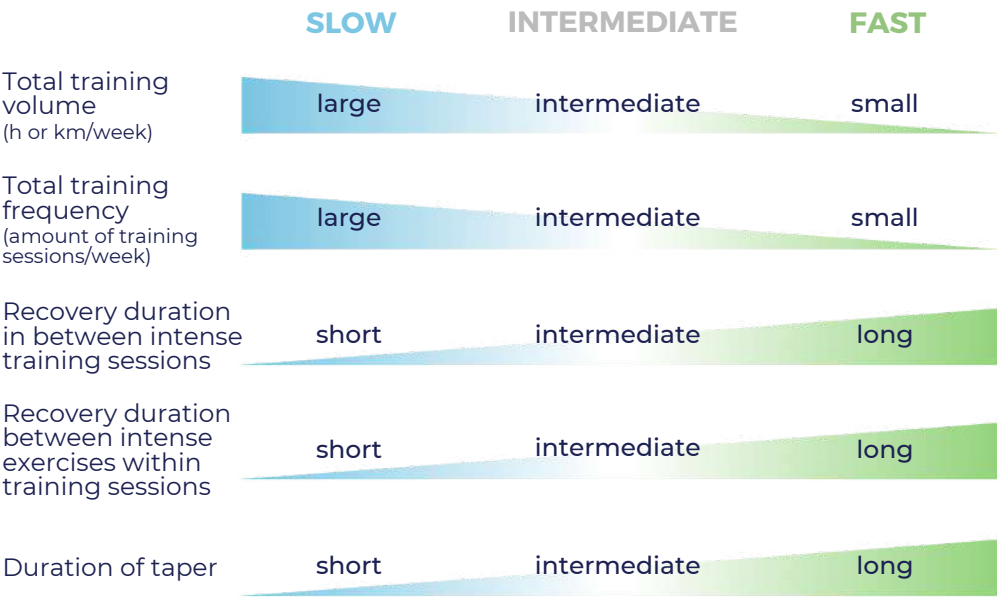 SLOW INTERMEDIATE FAST
Total training
volume
(h or km/week)
large intermediate small
Total training
frequency
(amount of training
sessions/week)
large intermediate small
Recovery duration
in between intense
training sessions
short intermediate long
Recovery duration
between intense
exercises within
training sessions
short intermediate long
Duration of taper
short intermediate long